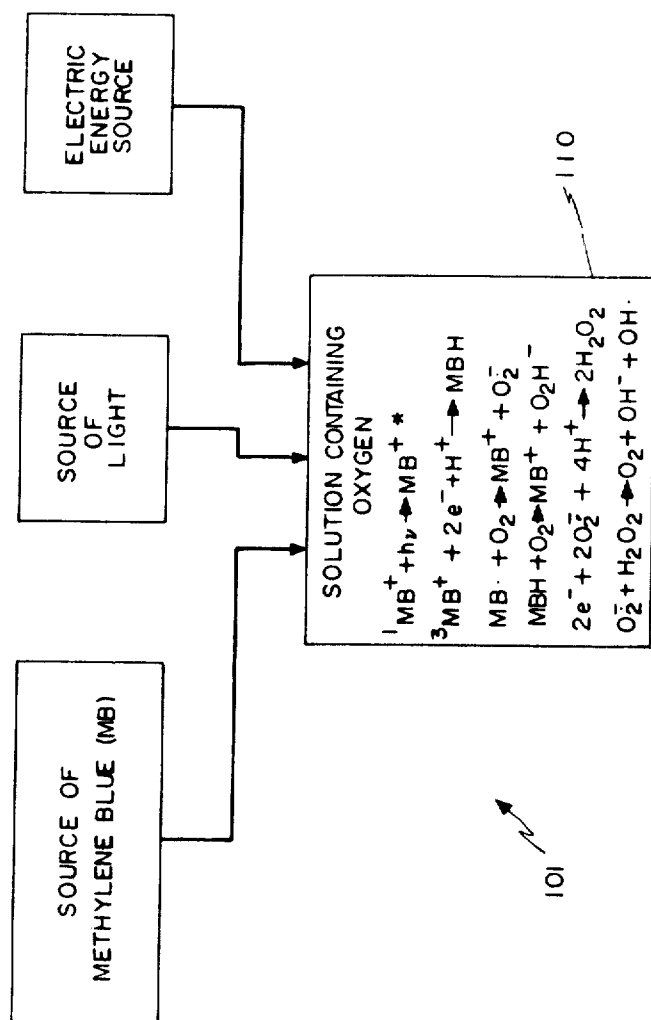 SOURCE OF
METHYLENE BLUE (MB)
SOURCE
OF
LIGHT
ELECTRIC
ENERGY
SOURCE
SOLUTION CONTAINING
OXYGEN
¹MB⁺ + hν → MB⁺*
³MB⁺ + 2e⁻ + H⁺ → MBH
MB· + O₂ → MB⁺ + O₂⁻·
MBH + O₂ → MB⁺ + O₂H⁻
2e⁻ + 2O₂⁻· + 4H⁺ → 2H₂O₂
O₂⁻· + H₂O₂ → O₂ + OH⁻ + OH·
110
101